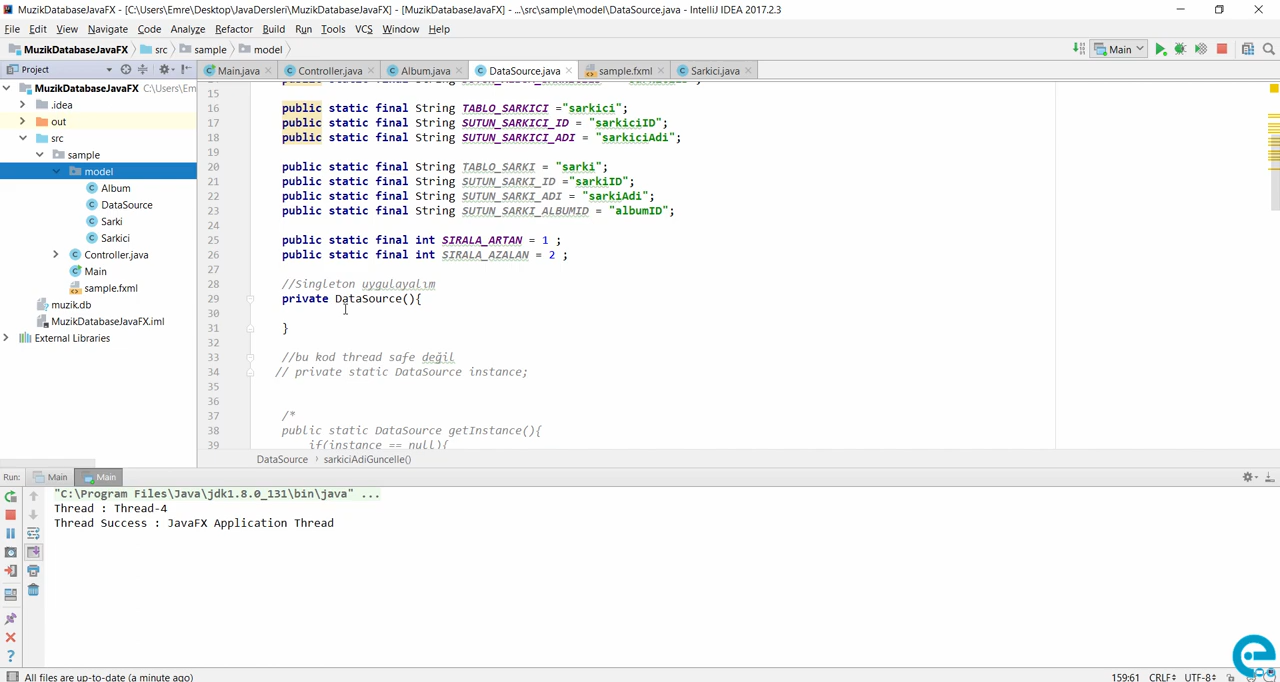 MuzikDatabaseJavaFX - [C:\Users\Emre\Desktop\JavaDersleri\MuzikDatabaseJavaFX] - [MuzikDatabaseJavaFX] - ...\src\sample\model\DataSource.java - IntelliJ IDEA 2017.2.3
File Edit View Navigate Code Analyze Refactor Build Run Tools VCS Window Help
MuzikDatabaseJavaFX src sample model Main
Project Main.java Controller.java Album.java DataSource.java sample.fxml Sarkici.java
MuzikDatabaseJavaFX C:\Users\Em
.idea
out
src
sample
model
Album
DataSource
Sarki
Sarkici
Controller.java
Main
sample.fxml
muzik.db
MuzikDatabaseJavaFX.iml
External Libraries
15
16 public static final String TABLO_SARKICI ="sarkici";
17 public static final String SUTUN_SARKICI_ID = "sarkiciID";
18 public static final String SUTUN_SARKICI_ADI = "sarkiciAdi";
19
20 public static final String TABLO_SARKI = "sarki";
21 public static final String SUTUN_SARKI_ID ="sarkiID";
22 public static final String SUTUN_SARKI_ADI = "sarkiAdi";
23 public static final String SUTUN_SARKI_ALBUMID = "albumID";
24
25 public static final int SIRALA_ARTAN = 1 ;
26 public static final int SIRALA_AZALAN = 2 ;
27
28 //Singleton uygulayalım
29 private DataSource(){
30
31 }
32
33 //bu kod thread safe değil
34 // private static DataSource instance;
35
36
37 /*
38 public static DataSource getInstance(){
39 if(instance == null){
DataSource › sarkiciAdiGuncelle()
Run: Main Main
"C:\Program Files\Java\jdk1.8.0_131\bin\java" ...
Thread : Thread-4
Thread Success : JavaFX Application Thread
All files are up-to-date (a minute ago) 159:61 CRLF UTF-8